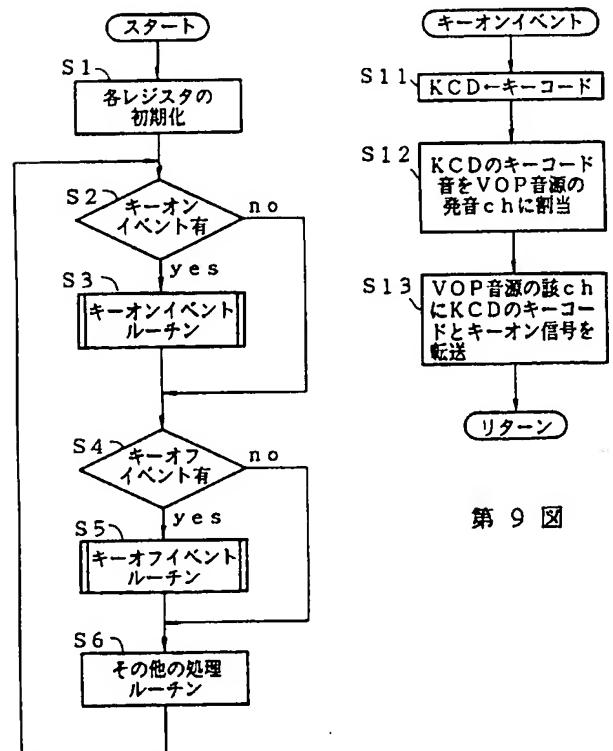 スタート
S1
各レジスタの
初期化
S2
キーオン
イベント有
no
yes
S3
キーオンイベント
ルーチン
S4
キーオフ
イベント有
no
yes
S5
キーオフイベント
ルーチン
S6
その他の処理
ルーチン
キーオンイベント
S11
KCD←キーコード
S12
KCDのキーコード
音をVOP音源の
発音chに割当
S13
VOP音源の該ch
にKCDのキーコー
ドとキーオン信号を
転送
リターン
第9図